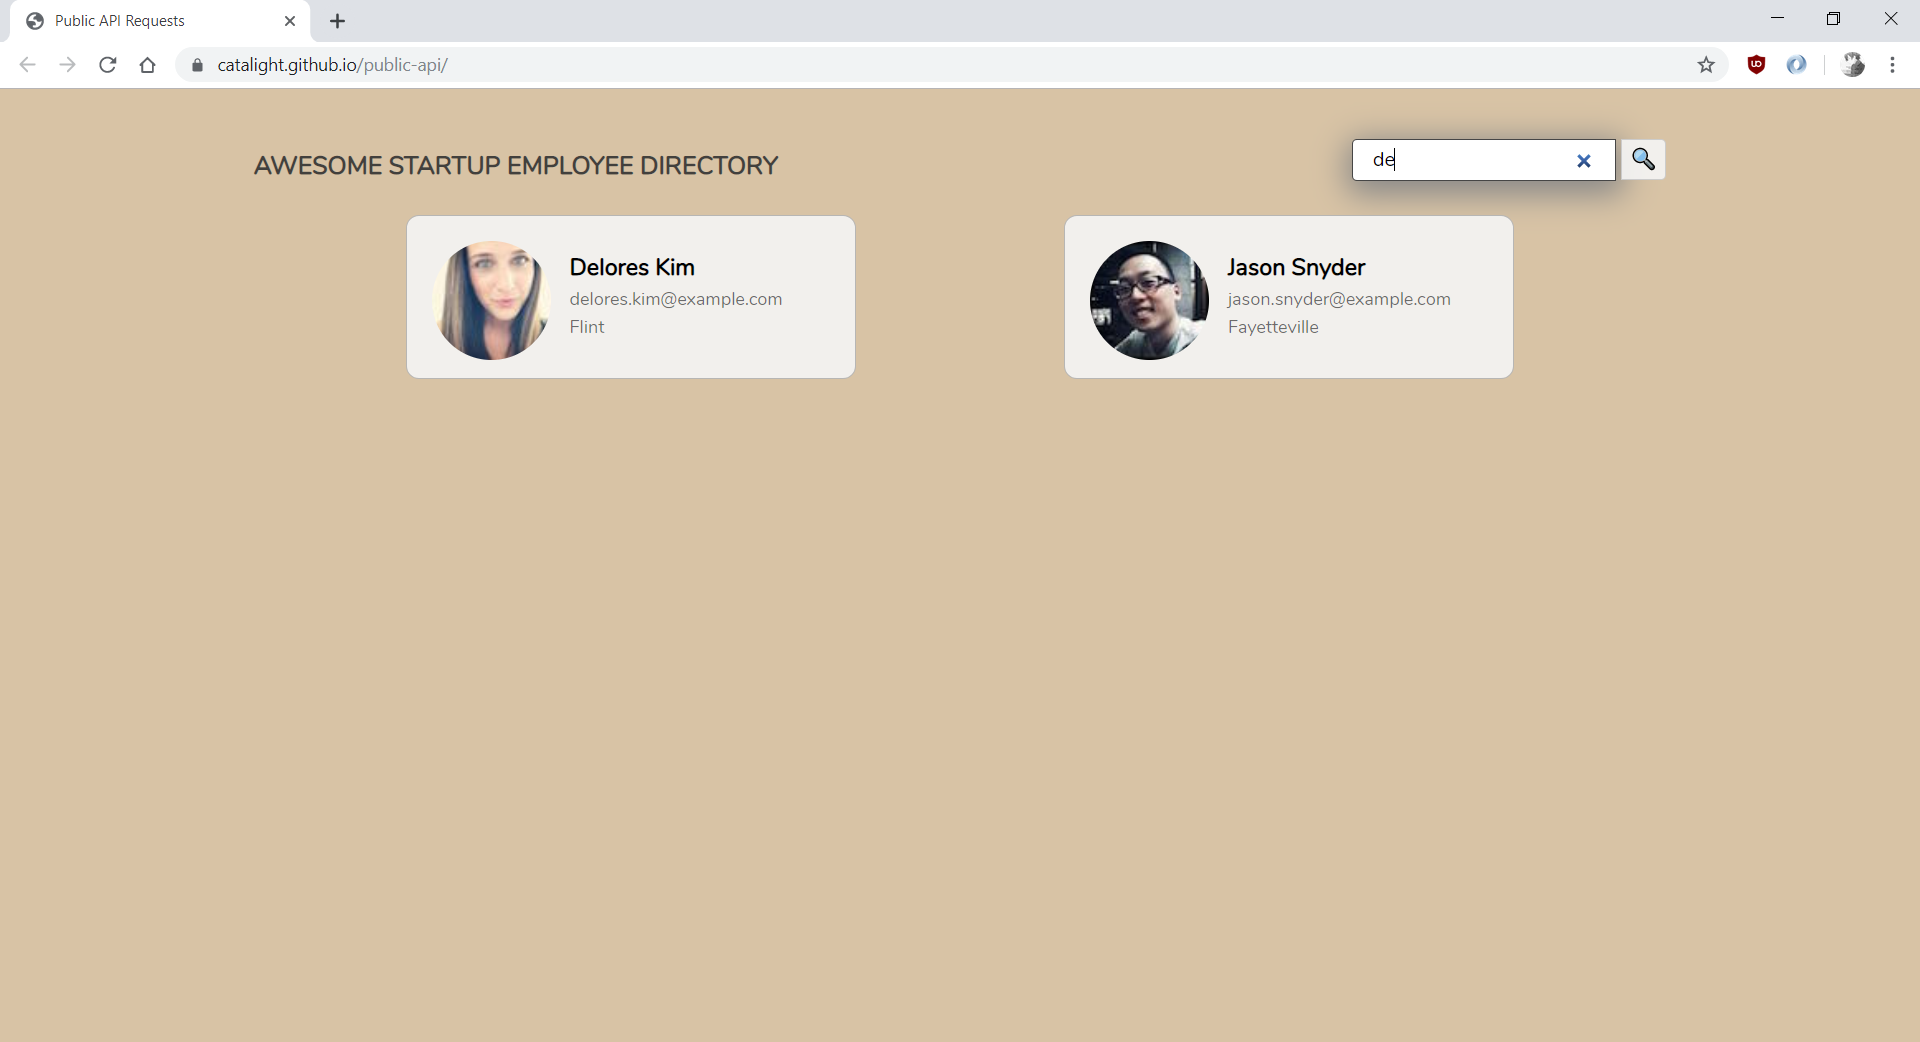 Public API Requests
catalight.github.io/public-api/
AWESOME STARTUP EMPLOYEE DIRECTORY
de
Delores Kim
delores.kim@example.com
Flint
Jason Snyder
jason.snyder@example.com
Fayetteville